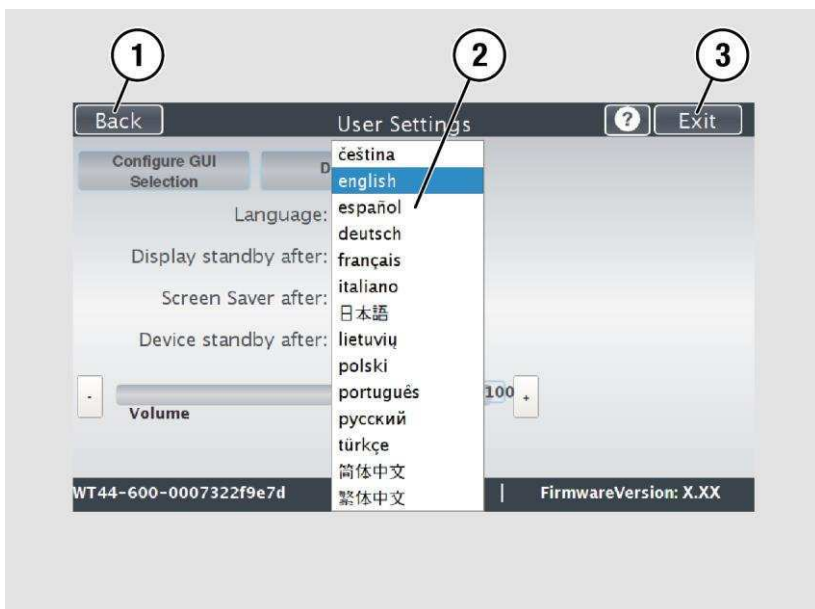 1
2
3
Back
User Settings
?
Exit
Configure GUI
Selection
D
čeština
english
español
deutsch
français
italiano
日本語
lietuvių
polski
português
русский
türkçe
简体中文
繁体中文
Language:
Display standby after:
Screen Saver after:
Device standby after:
-
100
+
Volume
WT44-600-0007322f9e7d
|
FirmwareVersion: X.XX